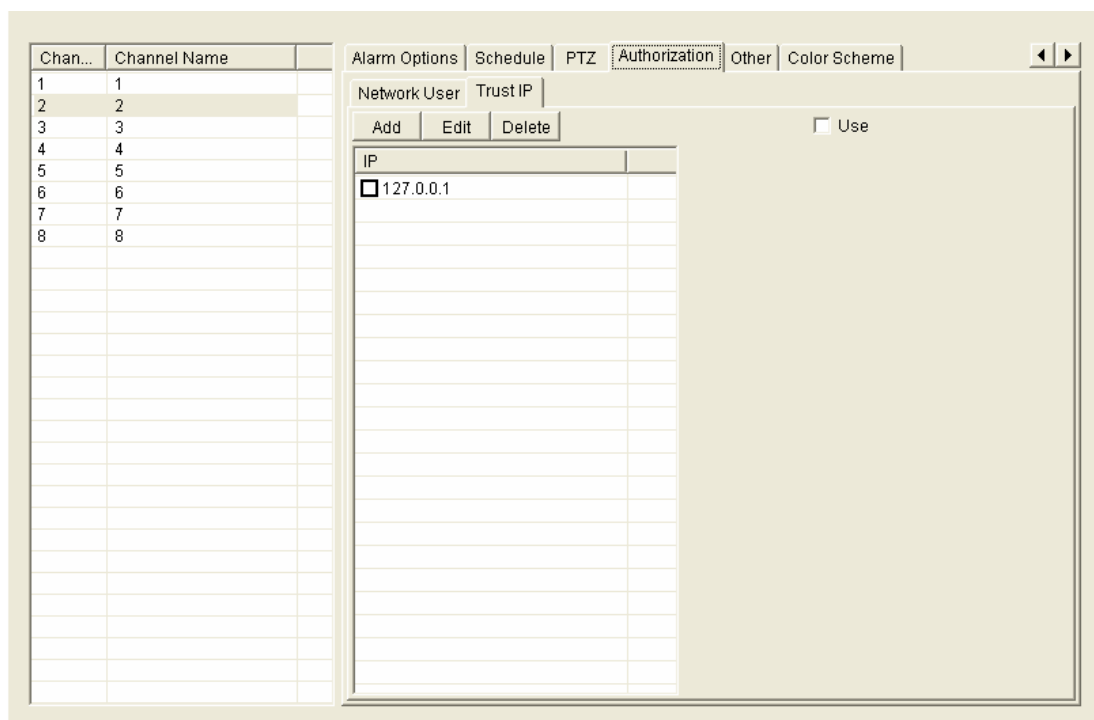 Chan... Channel Name
1 1
2 2
3 3
4 4
5 5
6 6
7 7
8 8
Alarm Options Schedule PTZ Authorization Other Color Scheme
Network User Trust IP
Add Edit Delete Use
IP
127.0.0.1